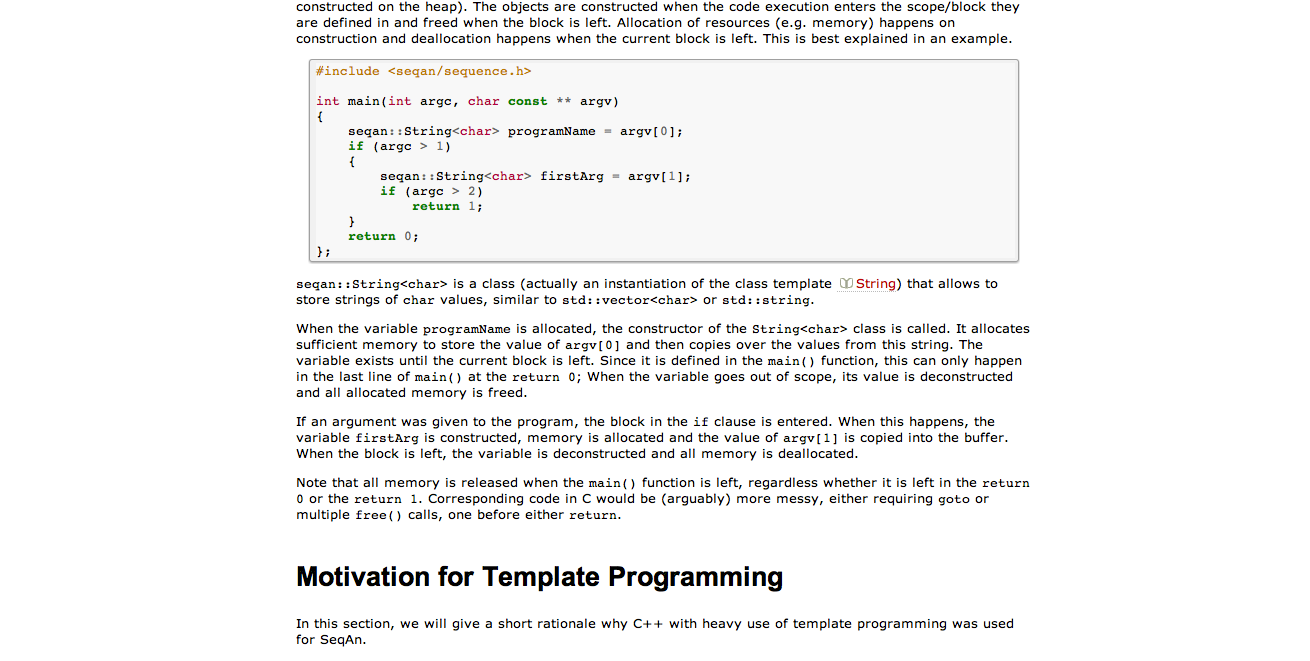 constructed on the heap). The objects are constructed when the code execution enters the scope/block they
are defined in and freed when the block is left. Allocation of resources (e.g. memory) happens on
construction and deallocation happens when the current block is left. This is best explained in an example.
#include <seqan/sequence.h>
int main(int argc, char const ** argv)
{
    seqan::String<char> programName = argv[0];
    if (argc > 1)
    {
        seqan::String<char> firstArg = argv[1];
        if (argc > 2)
            return 1;
    }
    return 0;
};
seqan::String<char> is a class (actually an instantiation of the class template String) that allows to
store strings of char values, similar to std::vector<char> or std::string.
When the variable programName is allocated, the constructor of the String<char> class is called. It allocates
sufficient memory to store the value of argv[0] and then copies over the values from this string. The
variable exists until the current block is left. Since it is defined in the main() function, this can only happen
in the last line of main() at the return 0; When the variable goes out of scope, its value is deconstructed
and all allocated memory is freed.
If an argument was given to the program, the block in the if clause is entered. When this happens, the
variable firstArg is constructed, memory is allocated and the value of argv[1] is copied into the buffer.
When the block is left, the variable is deconstructed and all memory is deallocated.
Note that all memory is released when the main() function is left, regardless whether it is left in the return
0 or the return 1. Corresponding code in C would be (arguably) more messy, either requiring goto or
multiple free() calls, one before either return.
Motivation for Template Programming
In this section, we will give a short rationale why C++ with heavy use of template programming was used
for SeqAn.